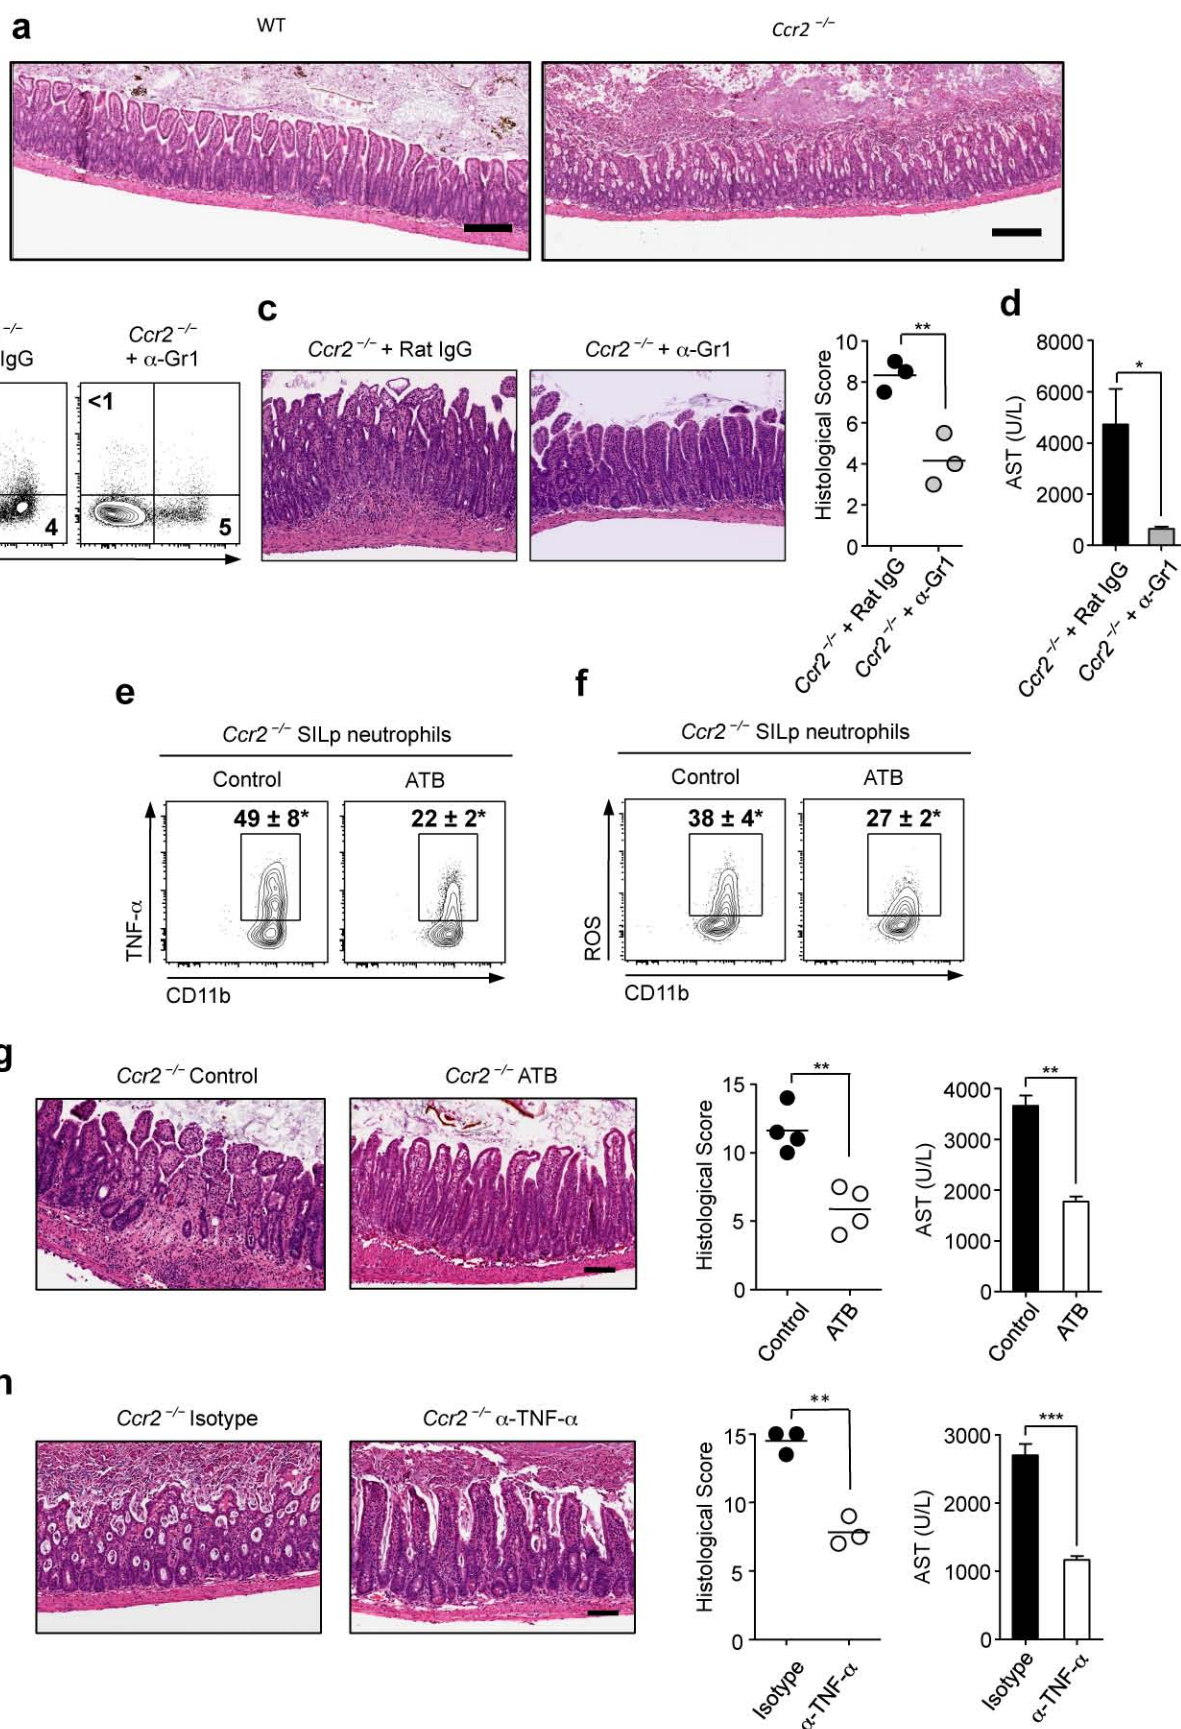 a
WT
Ccr2 –/–
–/–
IgG
Ccr2 –/–
+ α-Gr1
4
<1
5
c
Ccr2 –/– + Rat IgG
Ccr2 –/– + α-Gr1
Histological Score
10
8
6
4
2
0
**
Ccr2 –/– + Rat IgG
Ccr2 –/– + α-Gr1
d
AST (U/L)
8000
6000
4000
2000
0
*
Ccr2 –/– + Rat IgG
Ccr2 –/– + α-Gr1
e
Ccr2 –/– SILp neutrophils
Control
ATB
49 ± 8*
22 ± 2*
TNF-α
CD11b
f
Ccr2 –/– SILp neutrophils
Control
ATB
38 ± 4*
27 ± 2*
ROS
CD11b
g
Ccr2 –/– Control
Ccr2 –/– ATB
Histological Score
15
10
5
0
**
Control
ATB
AST (U/L)
4000
3000
2000
1000
0
**
Control
ATB
Ccr2 –/– Isotype
Ccr2 –/– α-TNF-α
Histological Score
15
10
5
0
**
Isotype
α-TNF-α
AST (U/L)
3000
2000
1000
0
***
Isotype
α-TNF-α